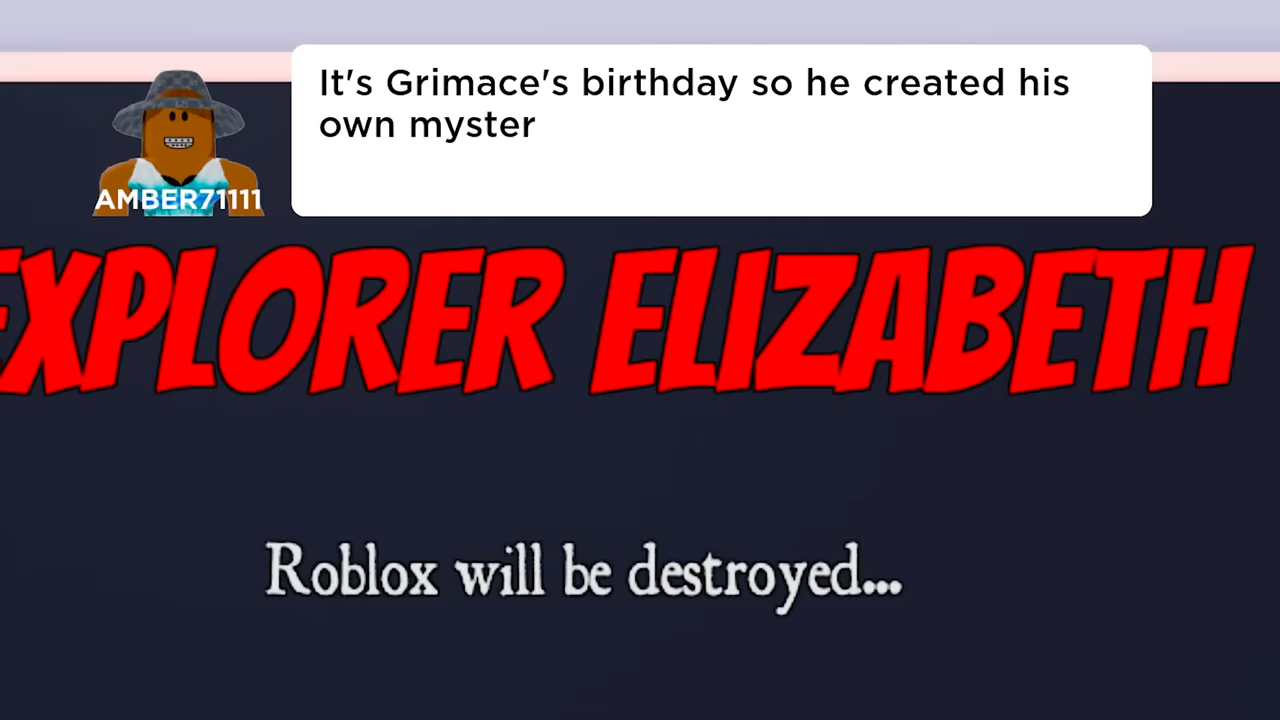 It's Grimace's birthday so he created his
own myster
AMBER71111
EXPLORER ELIZABETH
Roblox will be destroyed...